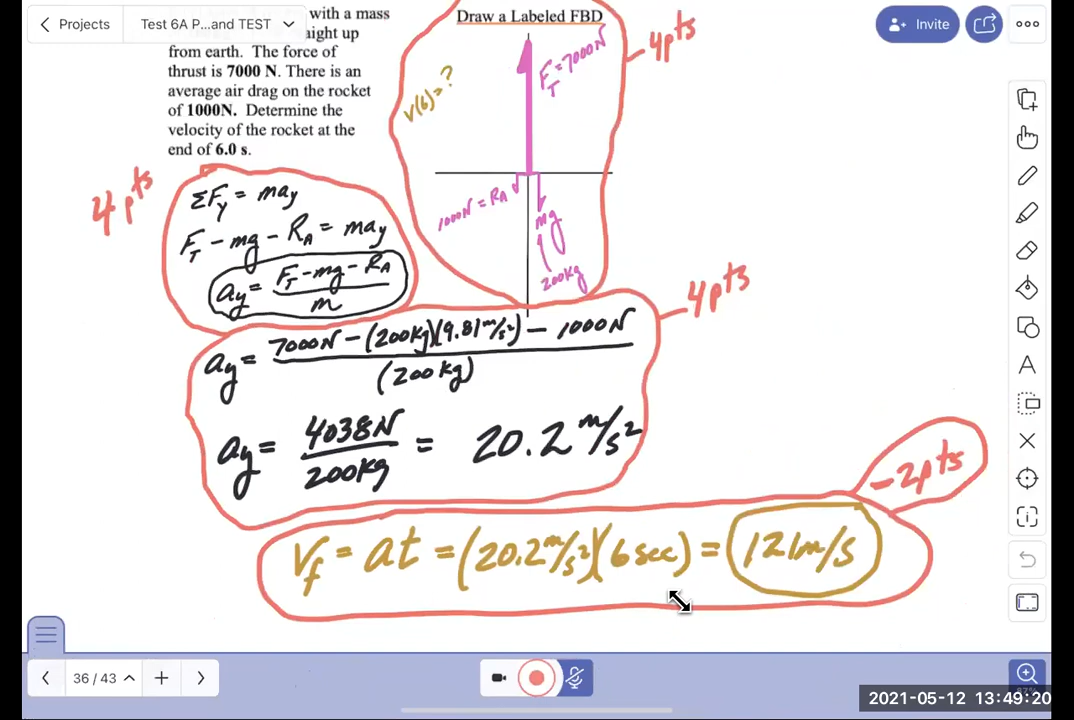 Projects
Test 6A P...and TEST
Invite
with a mass
aight up
from earth. The force of
thrust is 7000 N. There is an
average air drag on the rocket
of 1000N. Determine the
velocity of the rocket at the
end of 6.0 s.
Draw a Labeled FBD
F_T = 7000N
v(6) = ?
1000N = R_A
mg
200kg
4pts
4pts
ΣF_y = ma_y
F_T - mg - R_A = ma_y
a_y = (F_T - mg - R_A) / m
4pts
a_y = (7000N - (200kg)(9.81m/s²) - 1000N) / (200kg)
a_y = 4038N / 200kg = 20.2 m/s²
-2pts
V_f = at = (20.2 m/s²)(6 sec) = 121m/s
36 / 43
2021-05-12 13:49:20